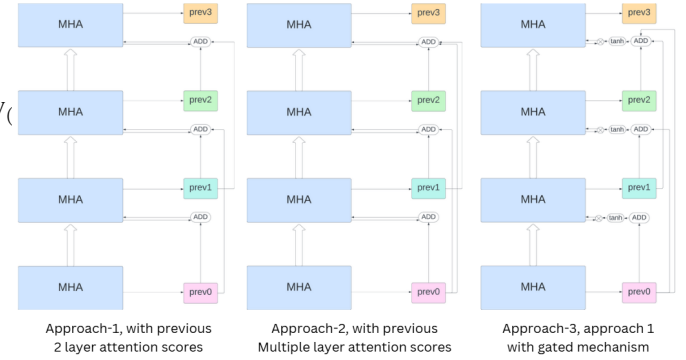 MHA prev3 MHA prev3 MHA prev3
ADD ADD tanh ADD
MHA prev2 MHA prev2 MHA prev2
ADD ADD tanh ADD
MHA prev1 MHA prev1 MHA prev1
ADD ADD tanh ADD
MHA prev0 MHA prev0 MHA prev0
Approach-1, with previous
2 layer attention scores
Approach-2, with previous
Multiple layer attention scores
Approach-3, approach 1
with gated mechanism